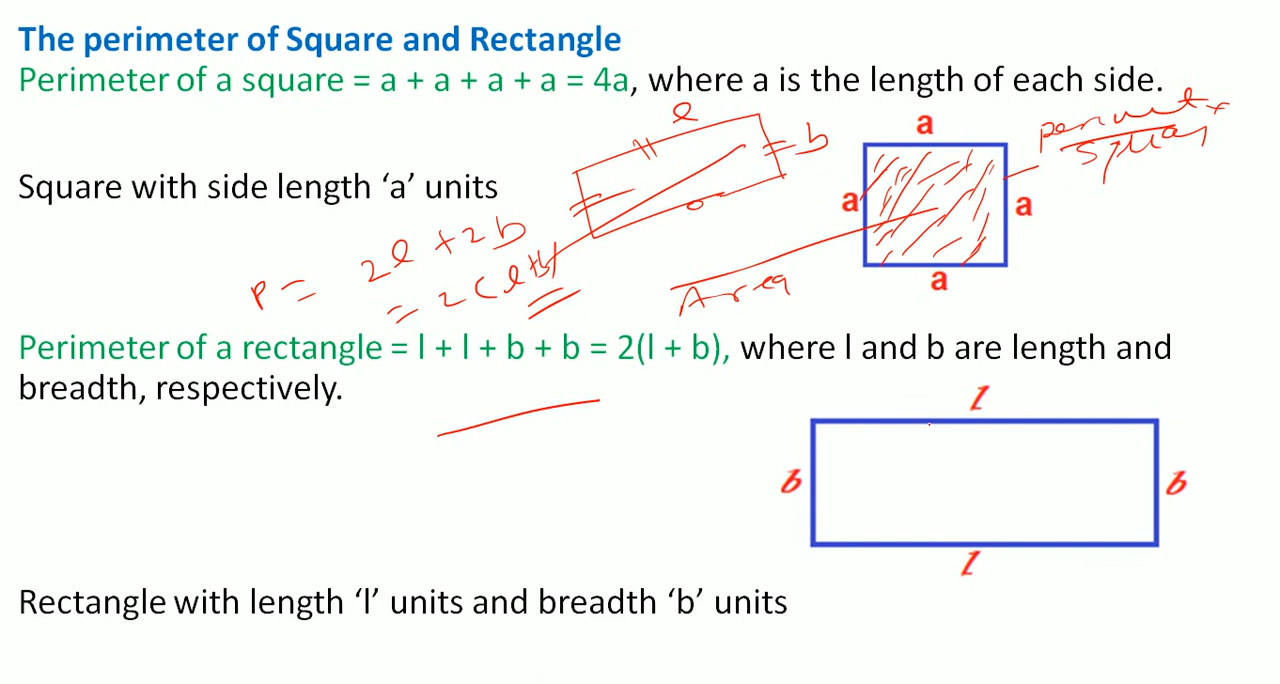 The perimeter of Square and Rectangle
Perimeter of a square = a + a + a + a = 4a, where a is the length of each side.
l
b
a
perimeter
Square
Square with side length ‘a’ units
a
a
P = 2l + 2b
= 2(l+b)
Area
a
Perimeter of a rectangle = l + l + b + b = 2(l + b), where l and b are length and
breadth, respectively.
l
b
b
l
Rectangle with length ‘l’ units and breadth ‘b’ units